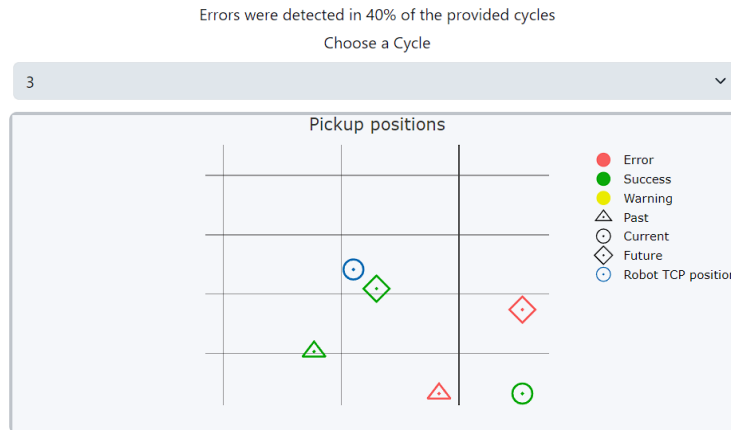 Errors were detected in 40% of the provided cycles
Choose a Cycle
3
Pickup positions
Error
Success
Warning
Past
Current
Future
Robot TCP position